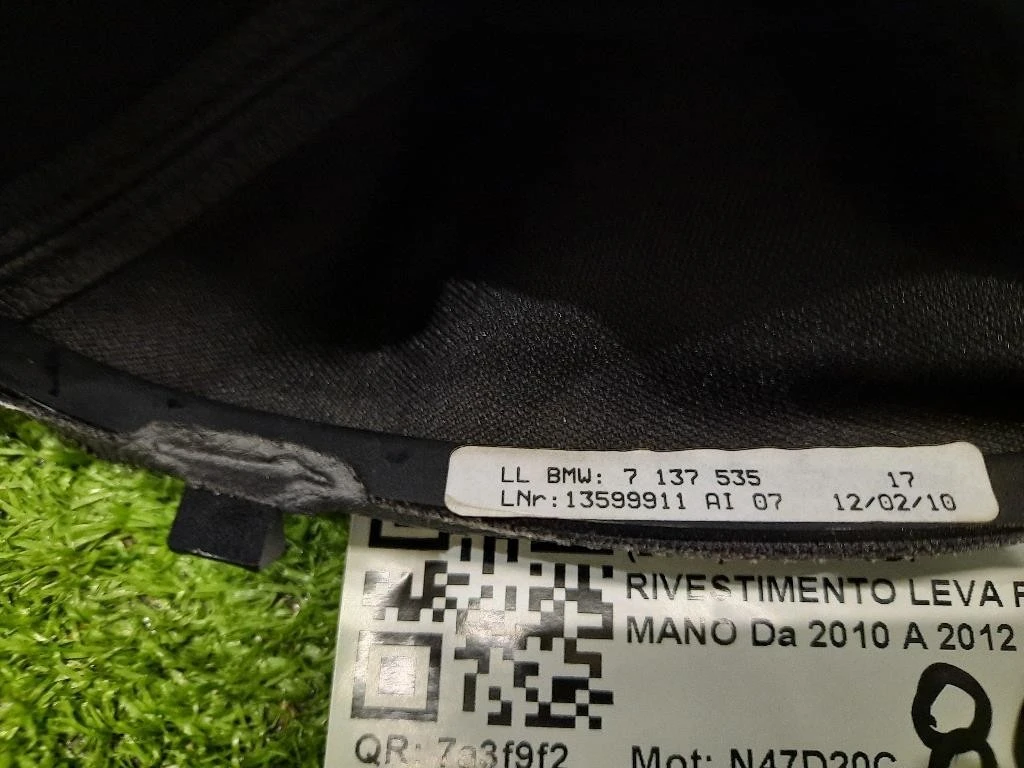 LL BMW: 7 137 535 17
LNr:13599911 AI 07 12/02/10
RIVESTIMENTO LEVA
MANO Da 2010 A 2012
QR: 7a3f9f2
Mot: N47D20C